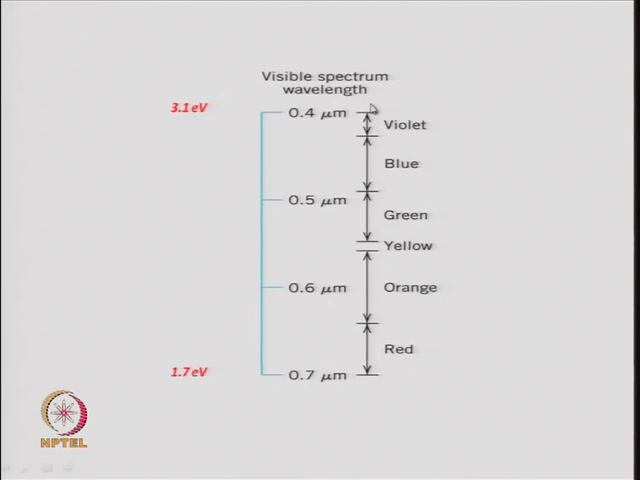 Visible spectrum
wavelength
3.1 eV
0.4 μm
Violet
Blue
0.5 μm
Green
Yellow
0.6 μm
Orange
Red
1.7 eV
0.7 μm
NPTEL